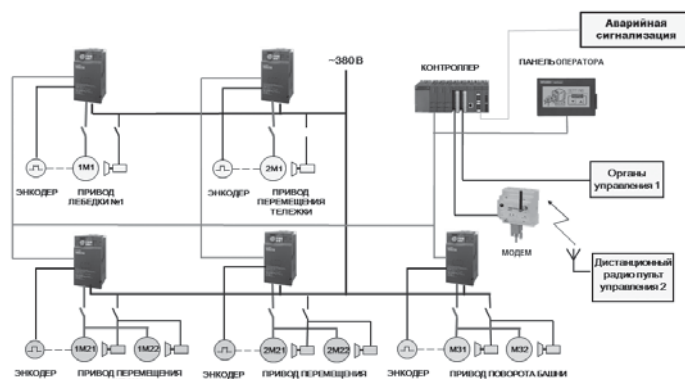 Аварийная
сигнализация
~380 В
КОНТРОЛЛЕР
ПАНЕЛЬ ОПЕРАТОРА
1М1
2М1
ЭНКОДЕР
ПРИВОД
ЛЕБЕДКИ №1
ЭНКОДЕР
ПРИВОД
ПЕРЕМЕЩЕНИЯ
ТЕЛЕЖКИ
Органы
управления 1
МОДЕМ
Дистанционный
радио пульт
управления 2
1М21
1М22
2М21
2М22
М31
М32
ЭНКОДЕР
ПРИВОД ПЕРЕМЕЩЕНИЯ
ЭНКОДЕР
ПРИВОД ПЕРЕМЕЩЕНИЯ
ЭНКОДЕР
ПРИВОД ПОВОРОТА БАШНИ